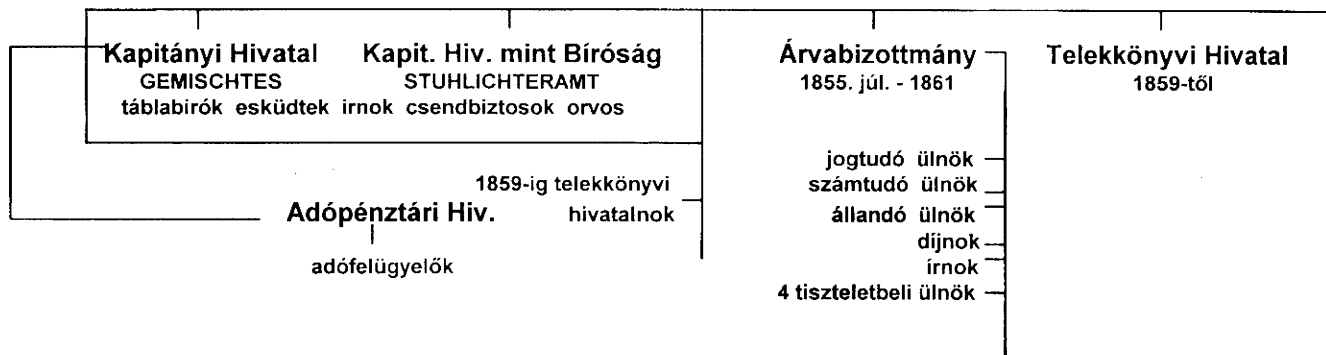 Kapitányi Hivatal
GEMISCHTES
Kapit. Hiv. mint Bíróság
STUHLICHTERAMT
táblabirók esküdtek irnok csendbiztosok orvos
Árvabizottmány
1855. júl. - 1861
Telekkönyvi Hivatal
1859-től
1859-ig telekkönyvi
hivatalnok
Adópénztári Hiv.
adófelügyelők
jogtudó ülnök
számtudó ülnök
állandó ülnök
díjnok
írnok
4 tiszteletbeli ülnök